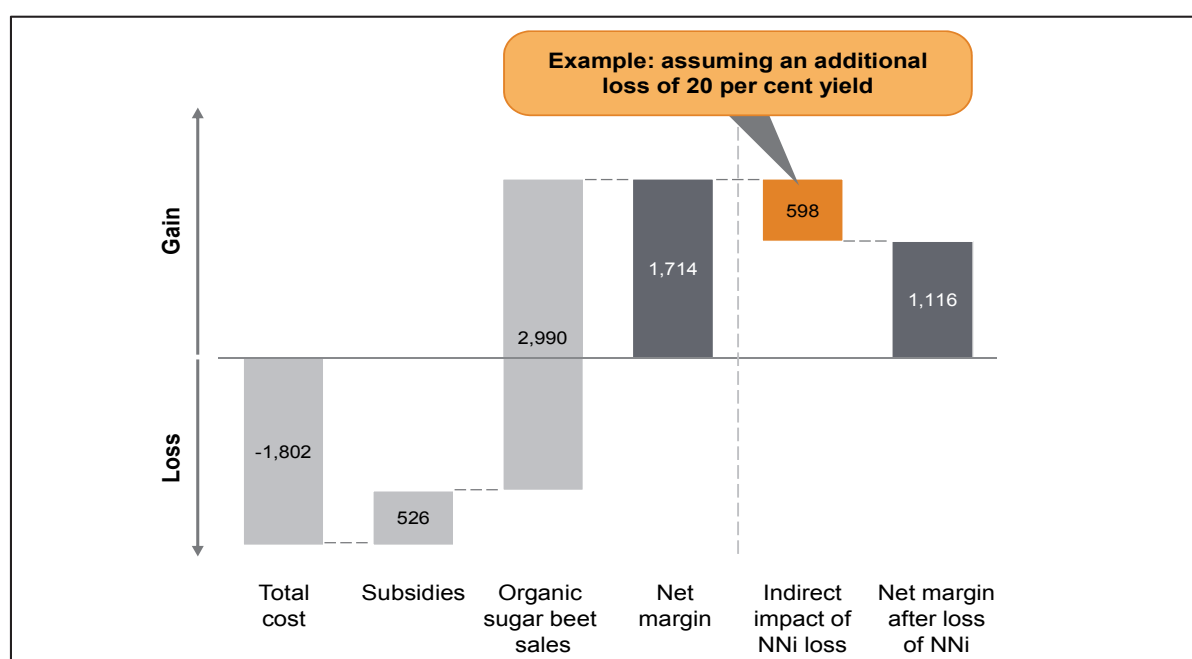 Example: assuming an additional
loss of 20 per cent yield
Gain
Loss
598
1,714
1,116
2,990
-1,802
526
Total
cost
Subsidies
Organic
sugar beet
sales
Net
margin
Indirect
impact of
NNi loss
Net margin
after loss
of NNi